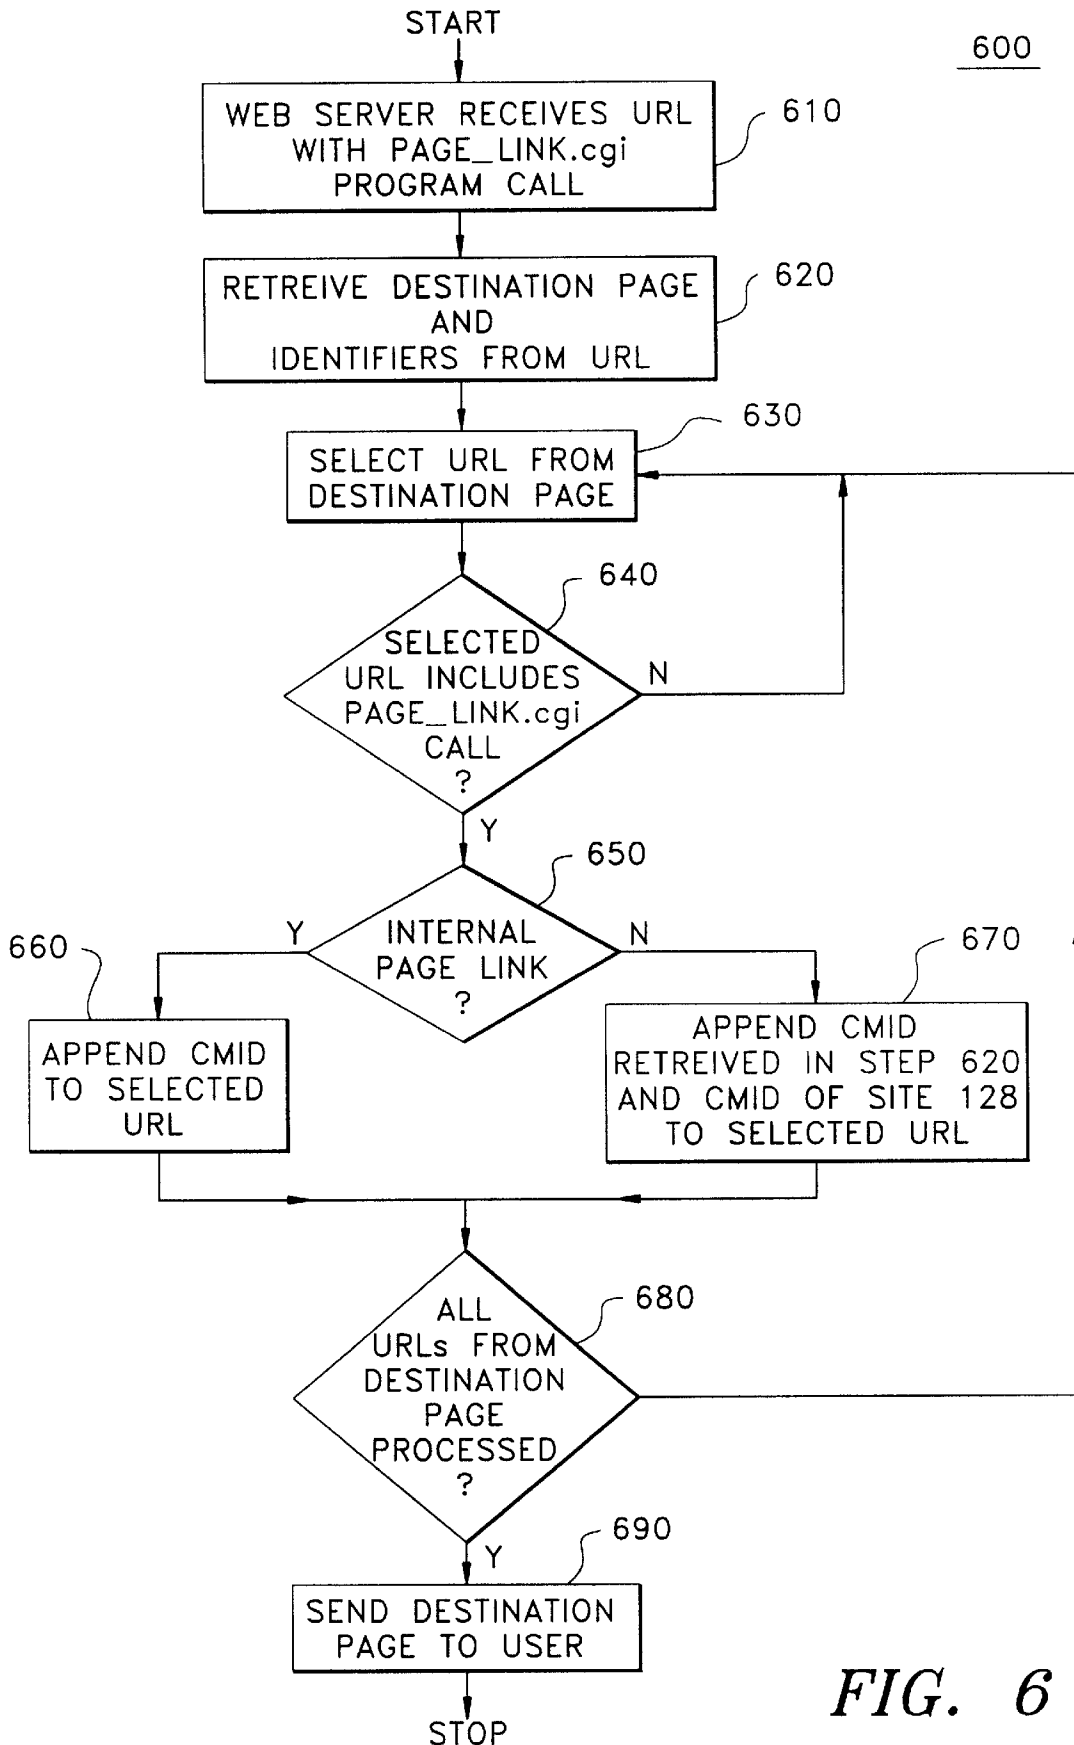 START
600
WEB SERVER RECEIVES URL
WITH PAGE_LINK.cgi
PROGRAM CALL
610
RETREIVE DESTINATION PAGE
AND
IDENTIFIERS FROM URL
620
SELECT URL FROM
DESTINATION PAGE
630
SELECTED
URL INCLUDES
PAGE_LINK.cgi
CALL
?
640
N
Y
INTERNAL
PAGE LINK
?
650
Y
N
660
APPEND CMID
TO SELECTED
URL
670
APPEND CMID
RETREIVED IN STEP 620
AND CMID OF SITE 128
TO SELECTED URL
ALL
URLs FROM
DESTINATION
PAGE
PROCESSED
?
680
Y
SEND DESTINATION
PAGE TO USER
690
STOP
FIG. 6